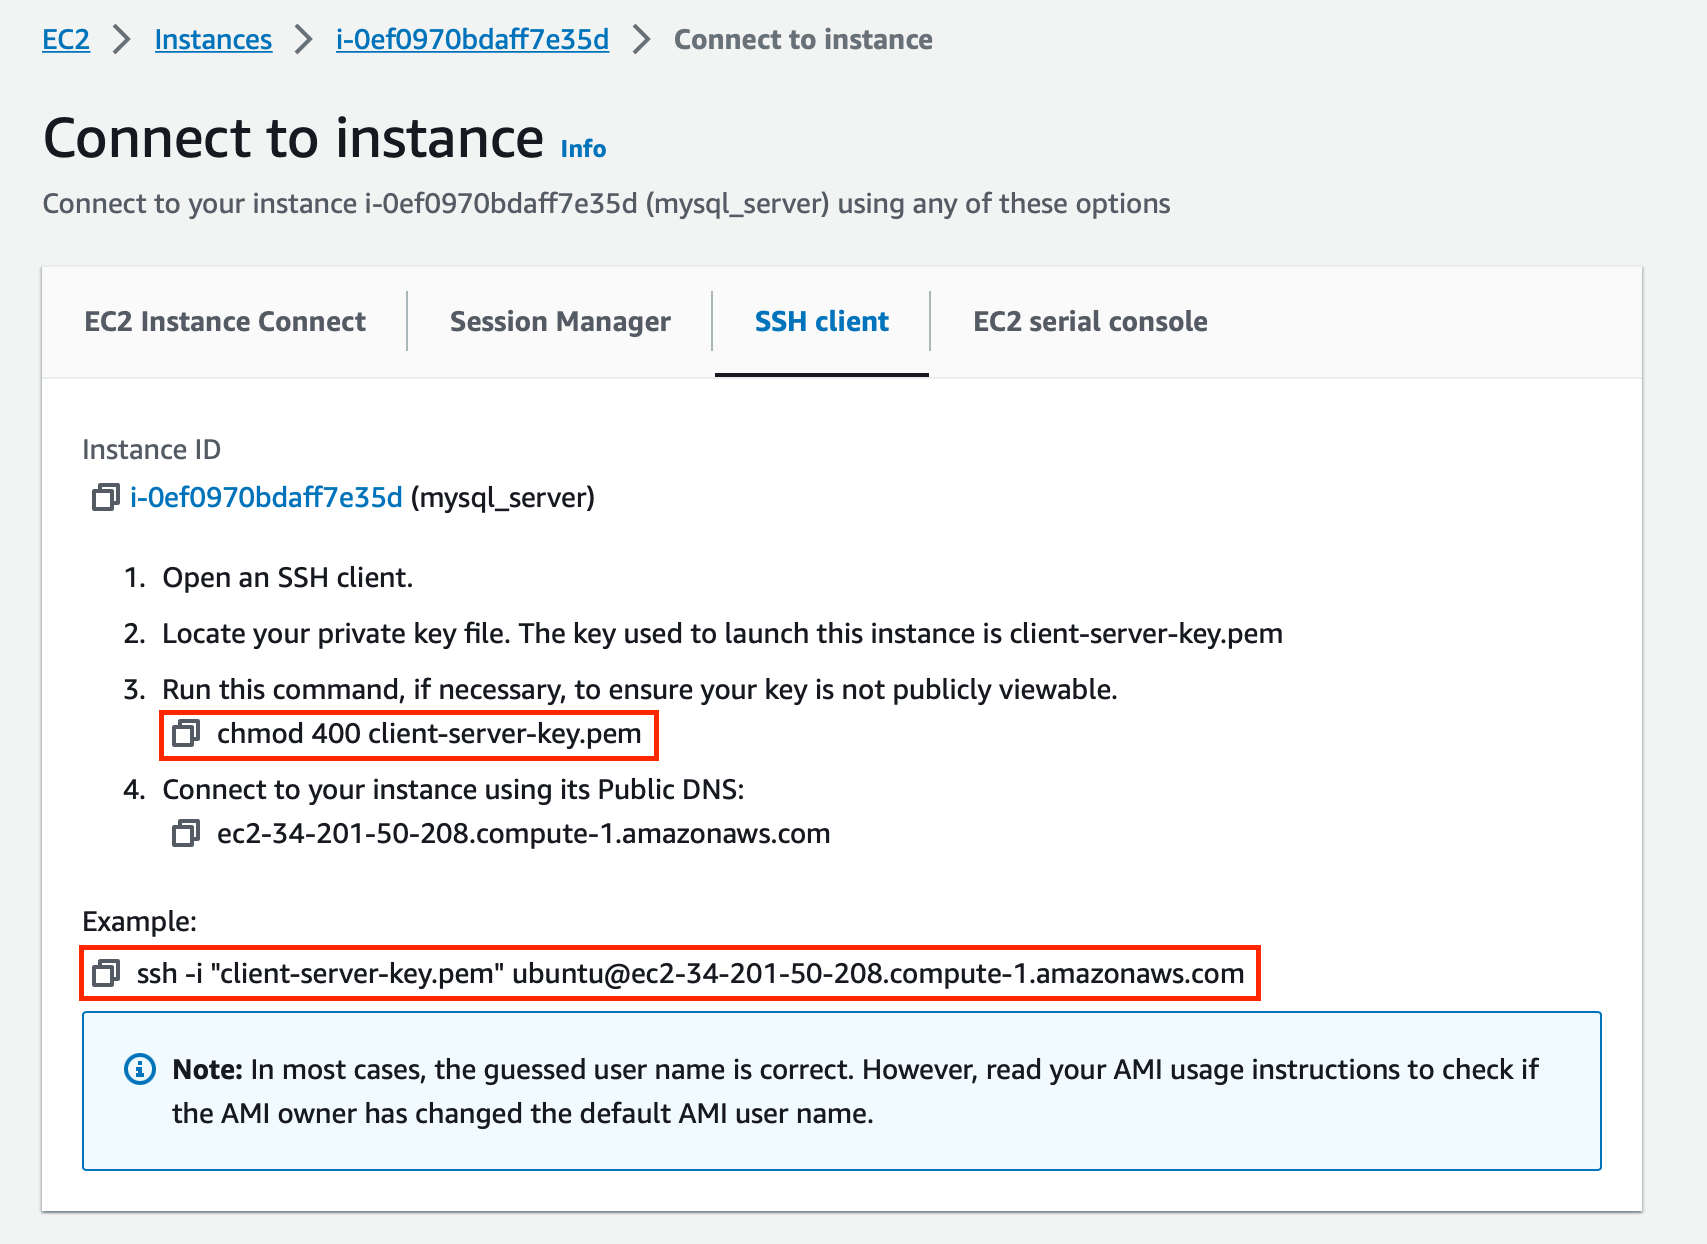 EC2 > Instances > i-0ef0970bdaff7e35d > Connect to instance
Connect to instance Info
Connect to your instance i-0ef0970bdaff7e35d (mysql_server) using any of these options
EC2 Instance Connect Session Manager SSH client EC2 serial console
Instance ID
i-0ef0970bdaff7e35d (mysql_server)
1. Open an SSH client.
2. Locate your private key file. The key used to launch this instance is client-server-key.pem
3. Run this command, if necessary, to ensure your key is not publicly viewable.
chmod 400 client-server-key.pem
4. Connect to your instance using its Public DNS:
ec2-34-201-50-208.compute-1.amazonaws.com
Example:
ssh -i "client-server-key.pem" ubuntu@ec2-34-201-50-208.compute-1.amazonaws.com
Note: In most cases, the guessed user name is correct. However, read your AMI usage instructions to check if
the AMI owner has changed the default AMI user name.